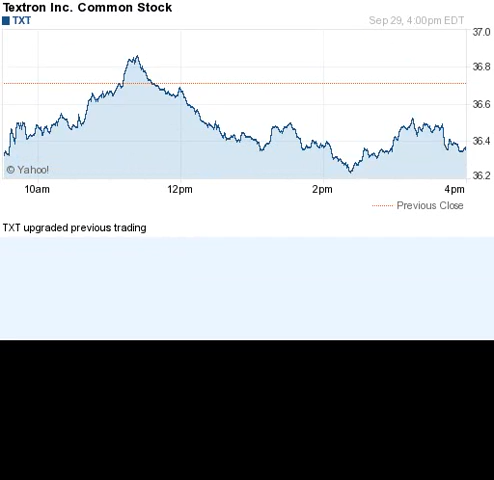 Textron Inc. Common Stock
TXT
Sep 29, 4:00pm EDT
37.0
36.8
36.6
36.4
36.2
© Yahoo!
10am 12pm 2pm 4pm
Previous Close
TXT upgraded previous trading